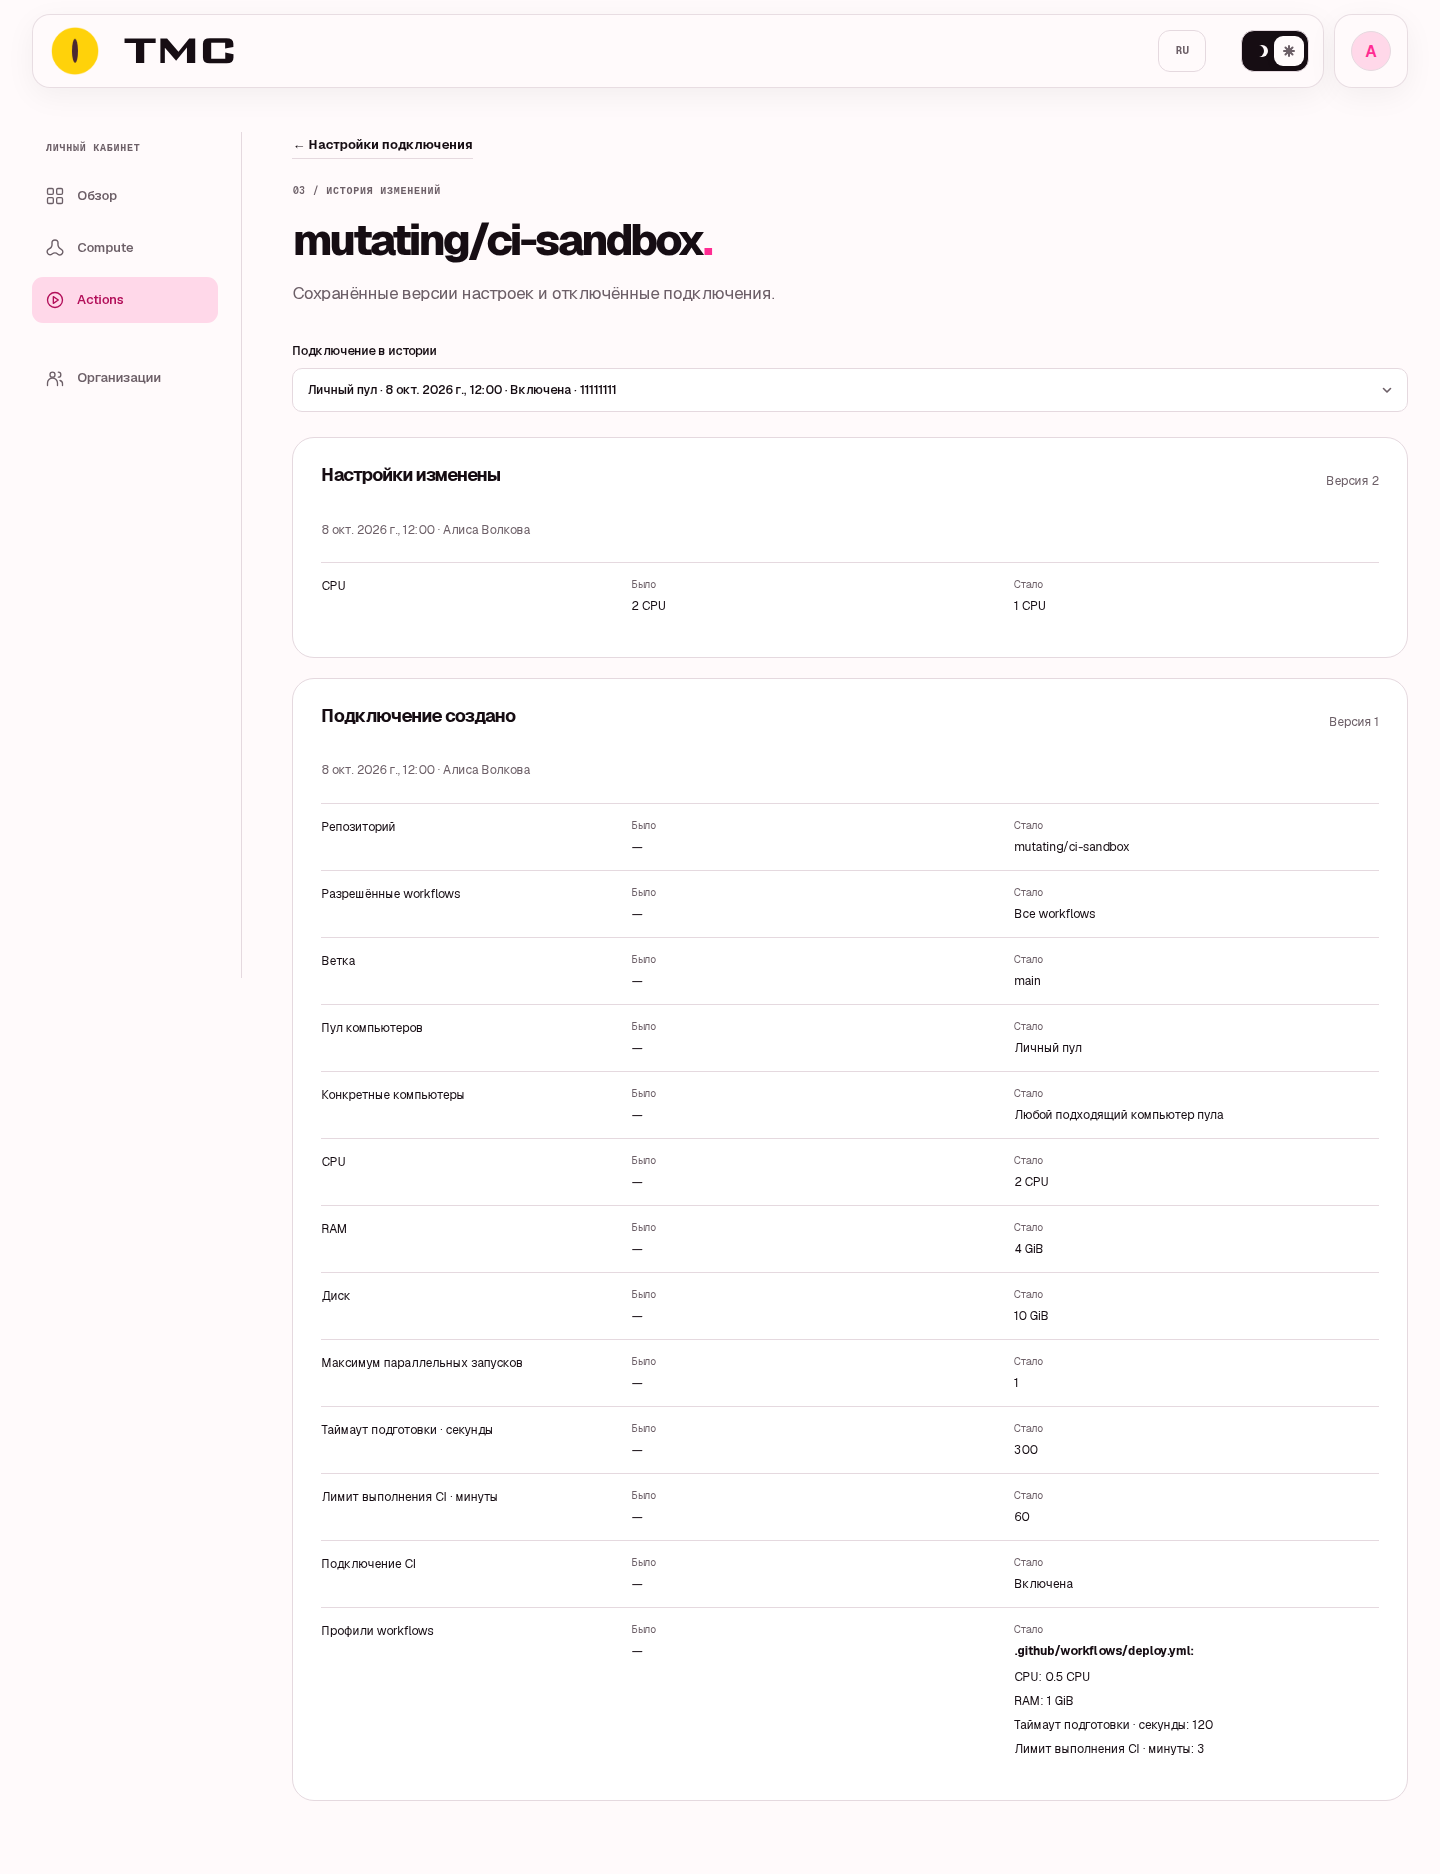 TMC
RU
A
ЛИЧНЫЙ КАБИНЕТ
Обзор
Compute
Actions
Организации
← Настройки подключения
03 / ИСТОРИЯ ИЗМЕНЕНИЙ
mutating/ci-sandbox.
Сохранённые версии настроек и отключённые подключения.
Подключение в истории
Личный пул · 8 окт. 2026 г., 12:00 · Включена · 11111111
Настройки изменены
Версия 2
8 окт. 2026 г., 12:00 · Алиса Волкова
CPU
Было
2 CPU
Стало
1 CPU
Подключение создано
Версия 1
8 окт. 2026 г., 12:00 · Алиса Волкова
Репозиторий
Было
—
Стало
mutating/ci-sandbox
Разрешённые workflows
Было
—
Стало
Все workflows
Ветка
Было
—
Стало
main
Пул компьютеров
Было
—
Стало
Личный пул
Конкретные компьютеры
Было
—
Стало
Любой подходящий компьютер пула
CPU
Было
—
Стало
2 CPU
RAM
Было
—
Стало
4 GiB
Диск
Было
—
Стало
10 GiB
Максимум параллельных запусков
Было
—
Стало
1
Таймаут подготовки · секунды
Было
—
Стало
300
Лимит выполнения CI · минуты
Было
—
Стало
60
Подключение CI
Было
—
Стало
Включена
Профили workflows
Было
—
Стало
.github/workflows/deploy.yml:
CPU: 0.5 CPU
RAM: 1 GiB
Таймаут подготовки · секунды: 120
Лимит выполнения CI · минуты: 3